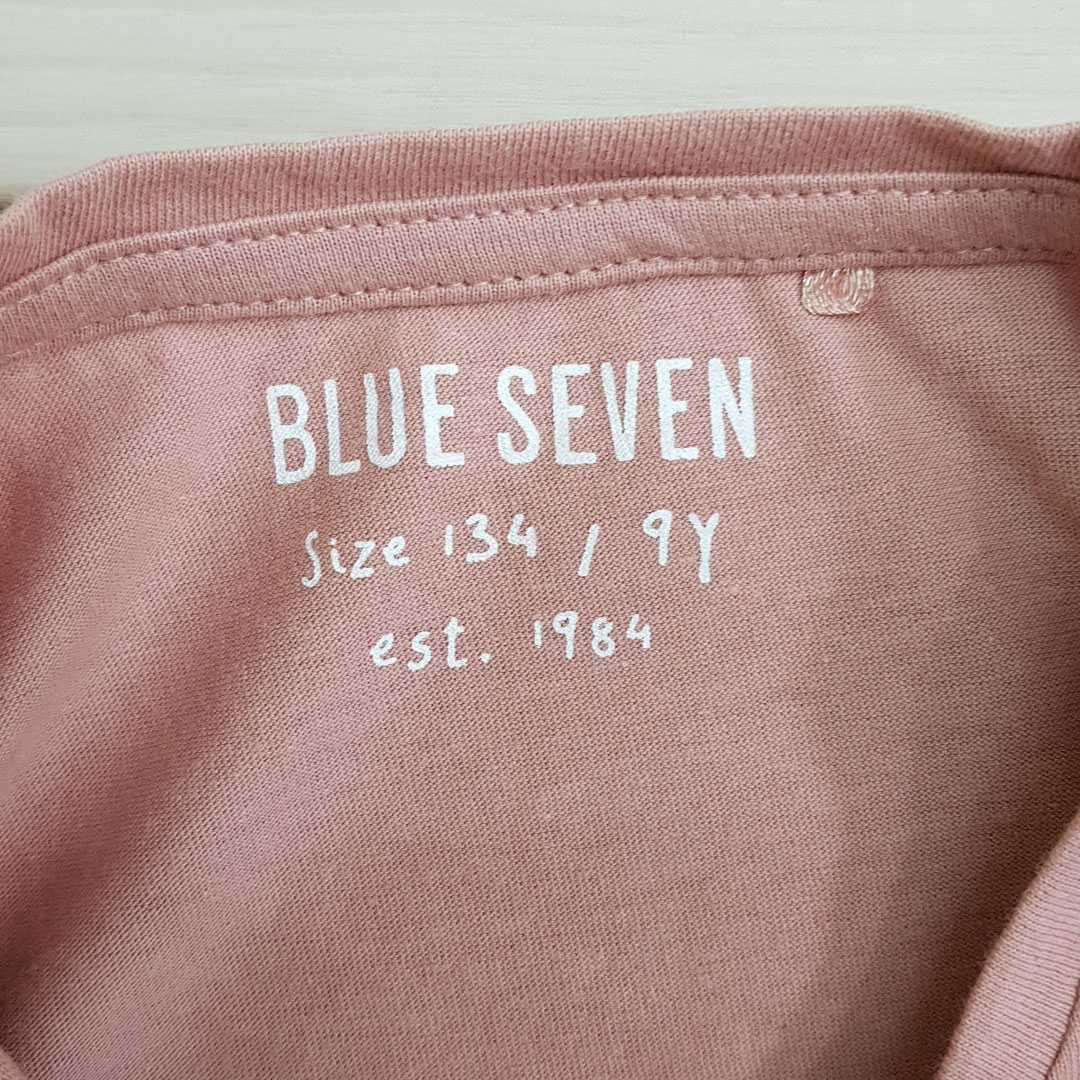 BLUE SEVEN
Size 134 / 9Y
est. 1984